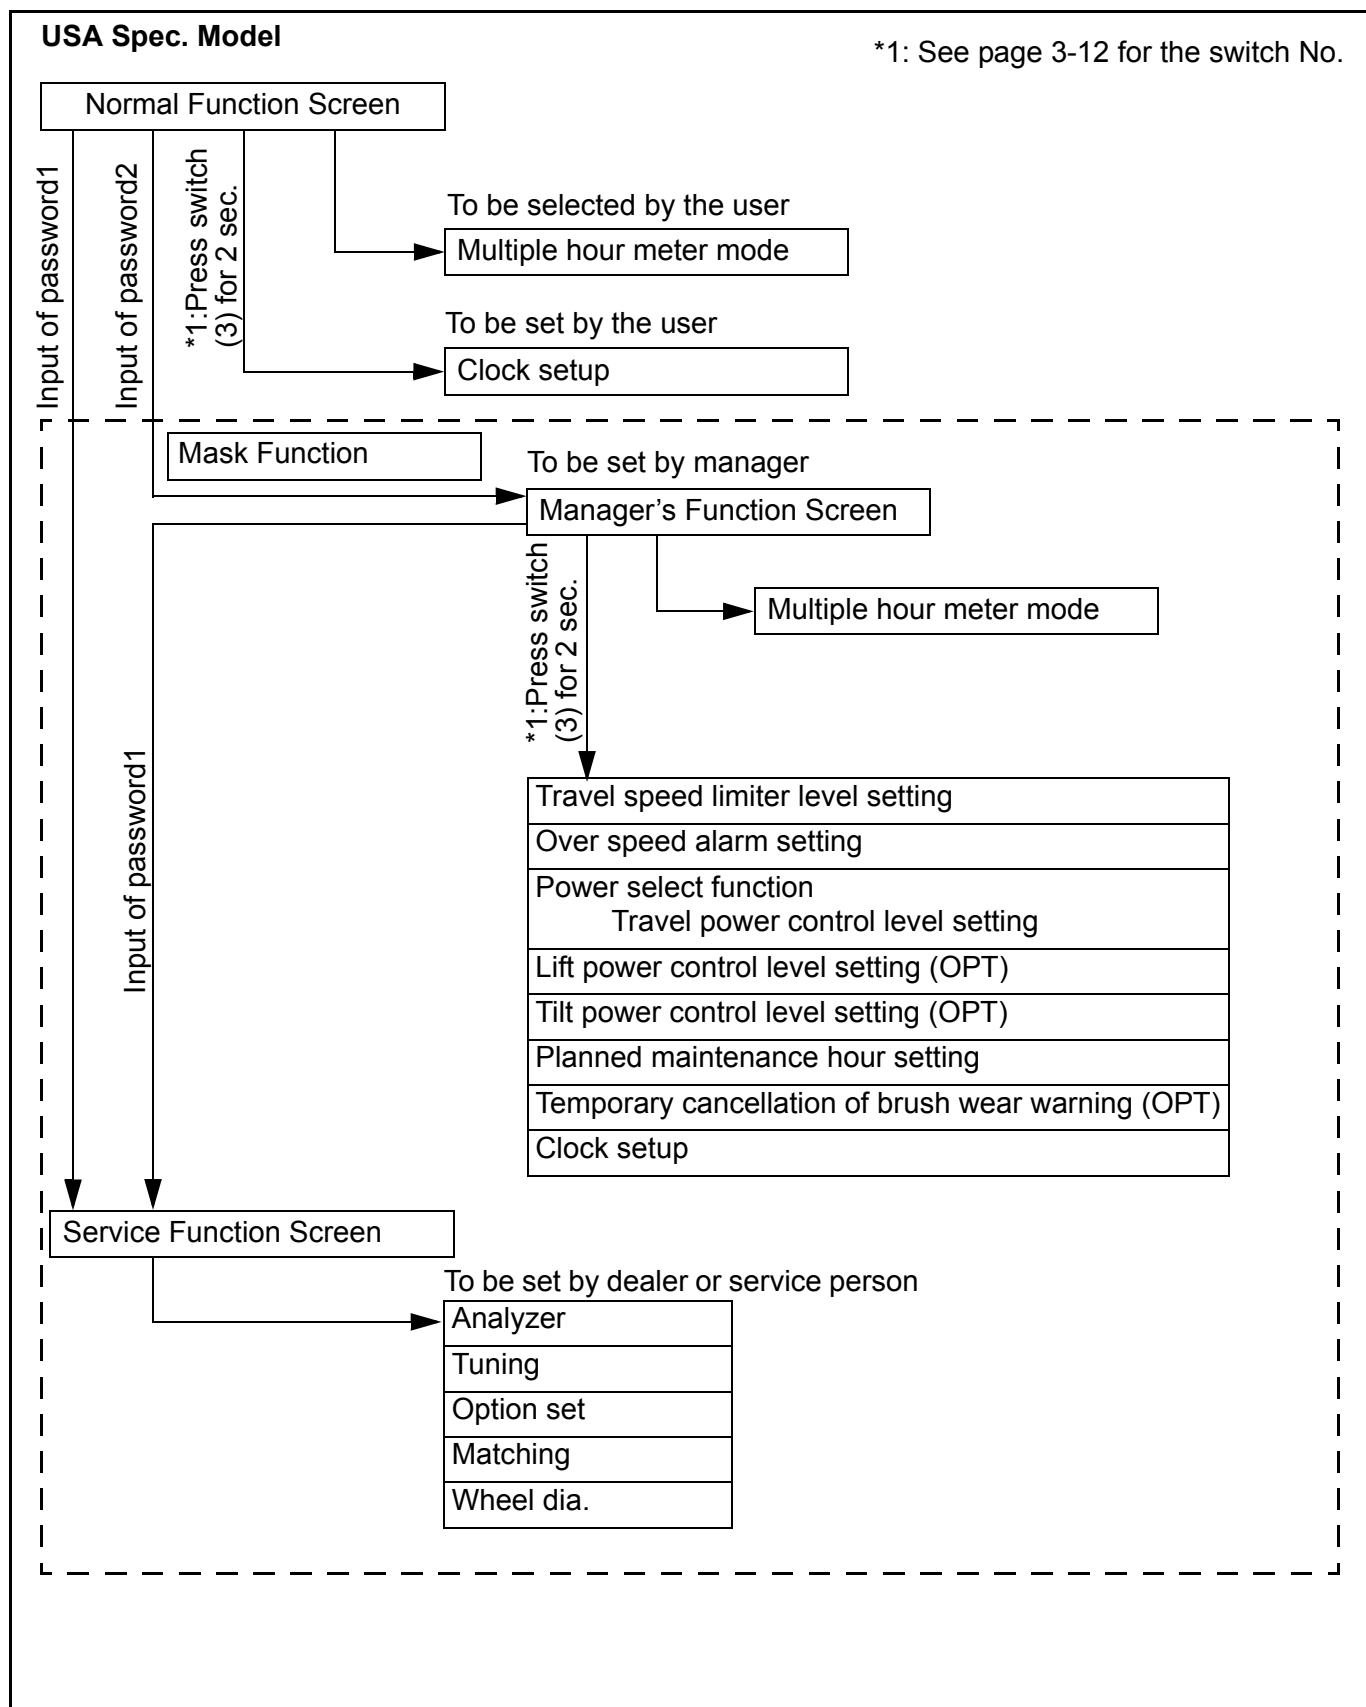 USA Spec. Model
*1: See page 3-12 for the switch No.
Normal Function Screen
Input of password1
Input of password2
*1:Press switch
(3) for 2 sec.
To be selected by the user
Multiple hour meter mode
To be set by the user
Clock setup
Mask Function
To be set by manager
Manager’s Function Screen
*1:Press switch
(3) for 2 sec.
Multiple hour meter mode
Input of password1
Travel speed limiter level setting
Over speed alarm setting
Power select function
Travel power control level setting
Lift power control level setting (OPT)
Tilt power control level setting (OPT)
Planned maintenance hour setting
Temporary cancellation of brush wear warning (OPT)
Clock setup
Service Function Screen
To be set by dealer or service person
Analyzer
Tuning
Option set
Matching
Wheel dia.